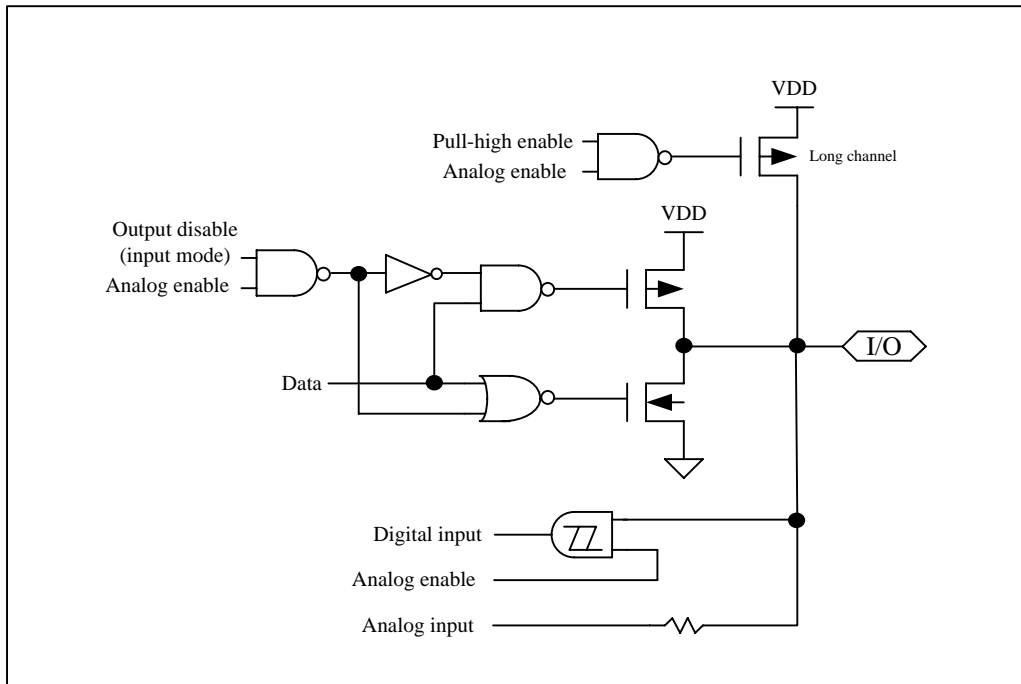 VDD
Pull-high enable
Analog enable
Long channel
VDD
Output disable
(input mode)
Analog enable
I/O
Data
Digital input
Analog enable
Analog input